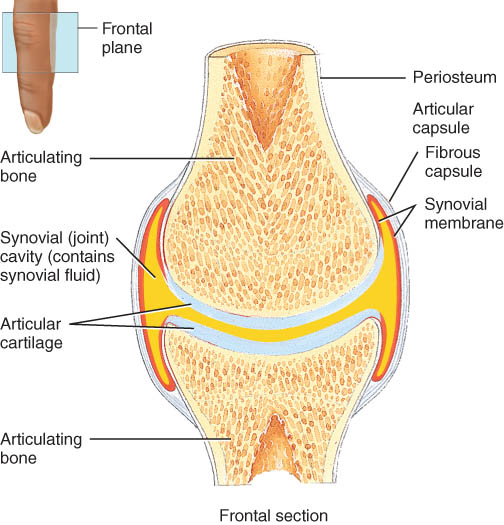 Frontal
plane
Periosteum
Articular
capsule
Fibrous
capsule
Synovial
membrane
Articulating
bone
Synovial (joint)
cavity (contains
synovial fluid)
Articular
cartilage
Articulating
bone
Frontal section